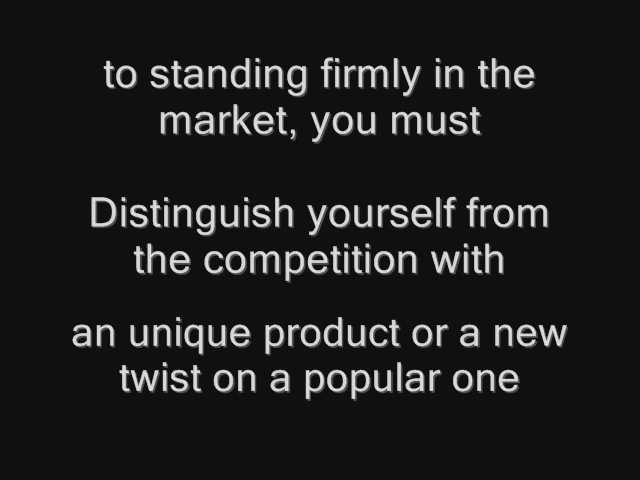 to standing firmly in the
market, you must
Distinguish yourself from
the competition with
an unique product or a new
twist on a popular one